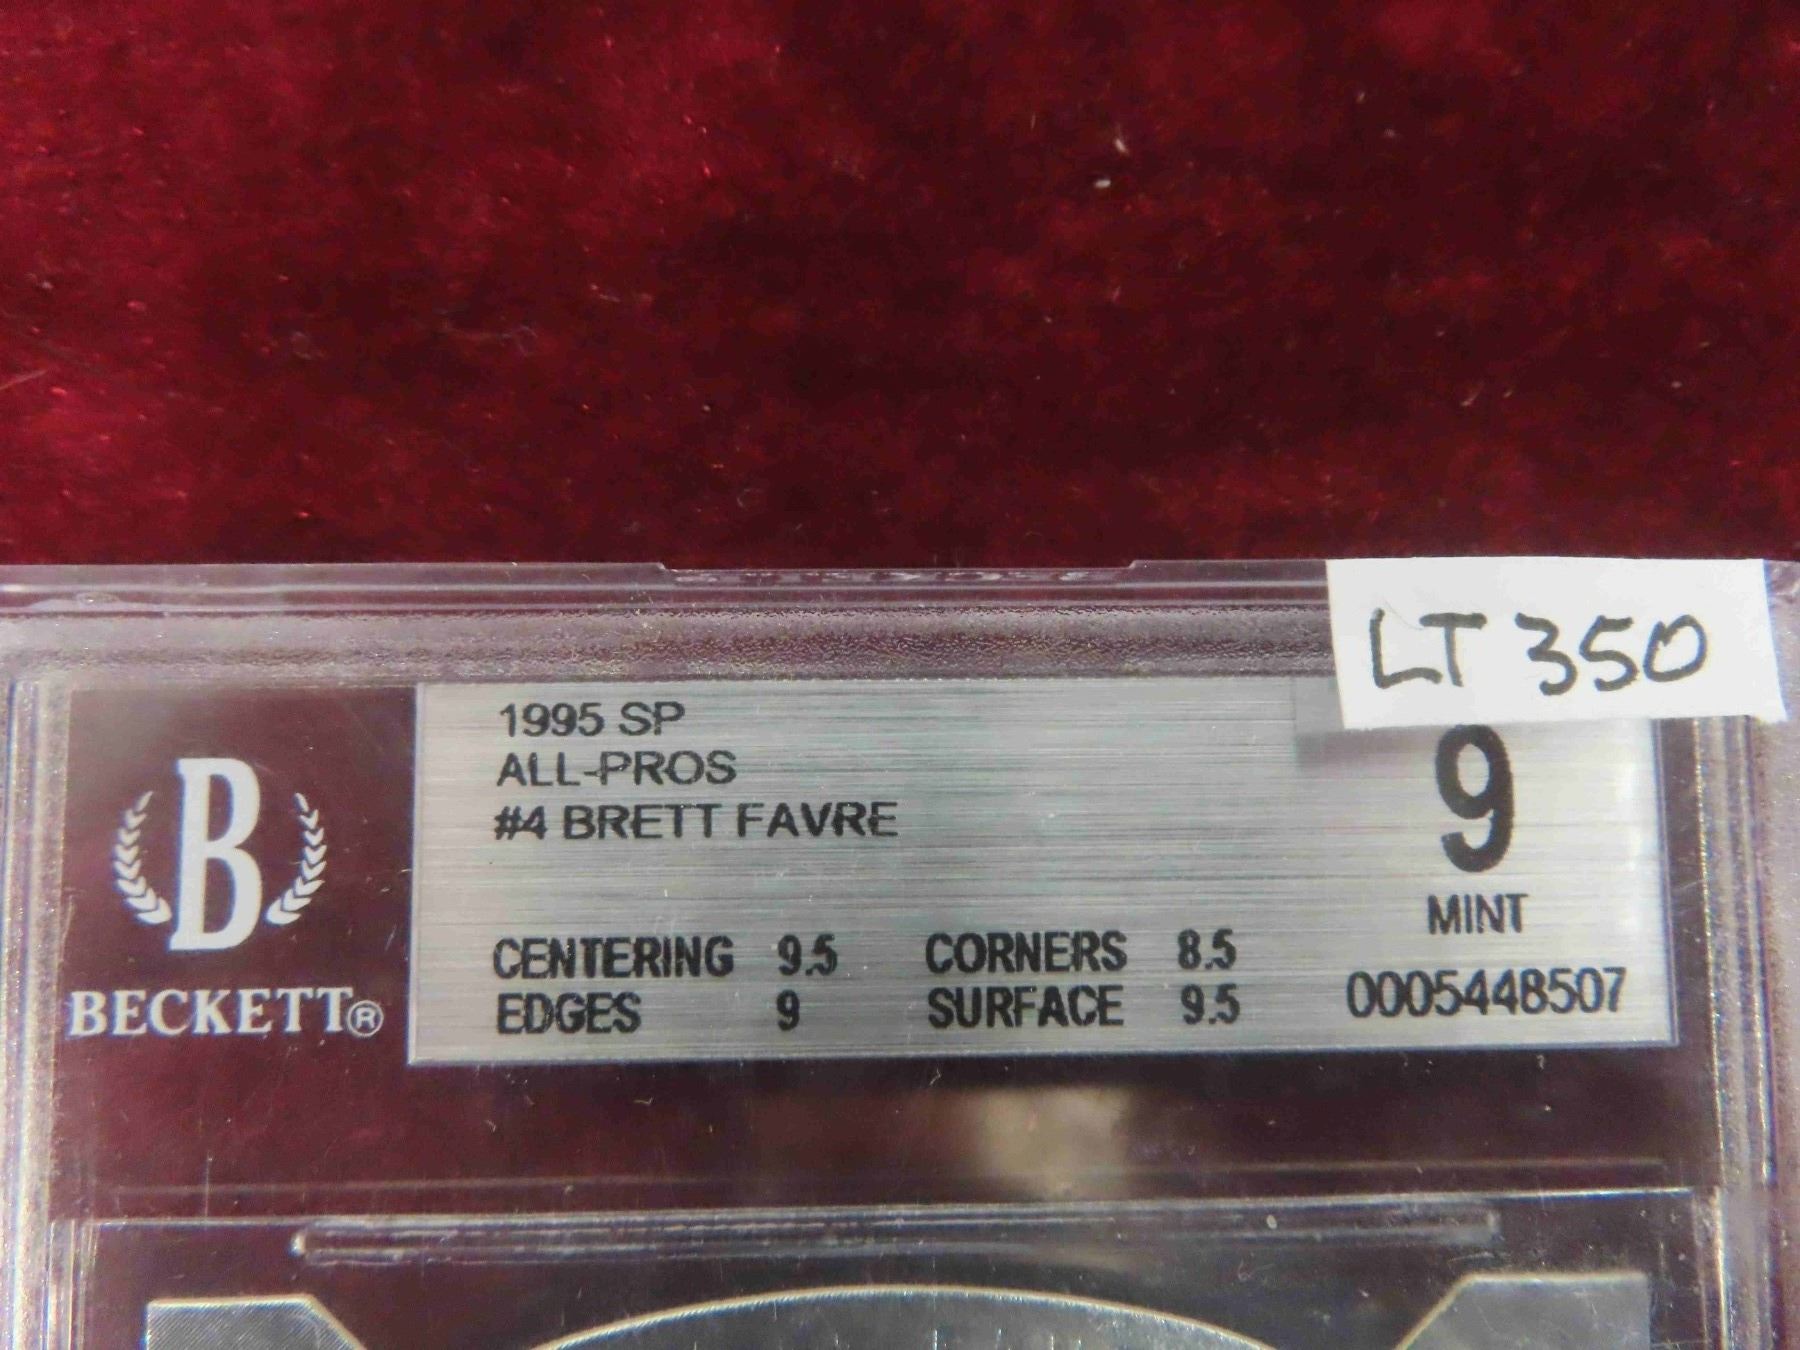 LT 350
1995 SP
ALL-PROS
#4 BRETT FAVRE
9
MINT
CENTERING 9.5 CORNERS 8.5
EDGES 9 SURFACE 9.5
0005448507
B
BECKETT®